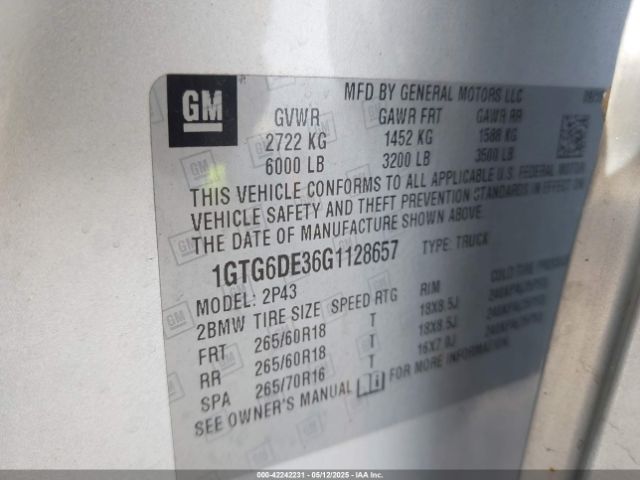 GM
MFD BY GENERAL MOTORS LLC
GVWR GAWR FRT GAWR RR
2722 KG 1452 KG 1588 KG
6000 LB 3200 LB 3500 LB
THIS VEHICLE CONFORMS TO ALL APPLICABLE U.S. FEDERAL MOTOR
VEHICLE SAFETY AND THEFT PREVENTION STANDARDS IN EFFECT ON
THE DATE OF MANUFACTURE SHOWN ABOVE.
1GTG6DE36G1128657 TYPE: TRUCK
MODEL: 2P43
2BMW TIRE SIZE SPEED RTG RIM
FRT 265/60R18 T 18X8.5J
RR 265/60R18 T 18X8.5J
SPA 265/70R16 T 16X7.0J
SEE OWNER'S MANUAL FOR MORE INFORMATION.
000-42242231 - 05/12/2025 - Copyright IAA, LLC.